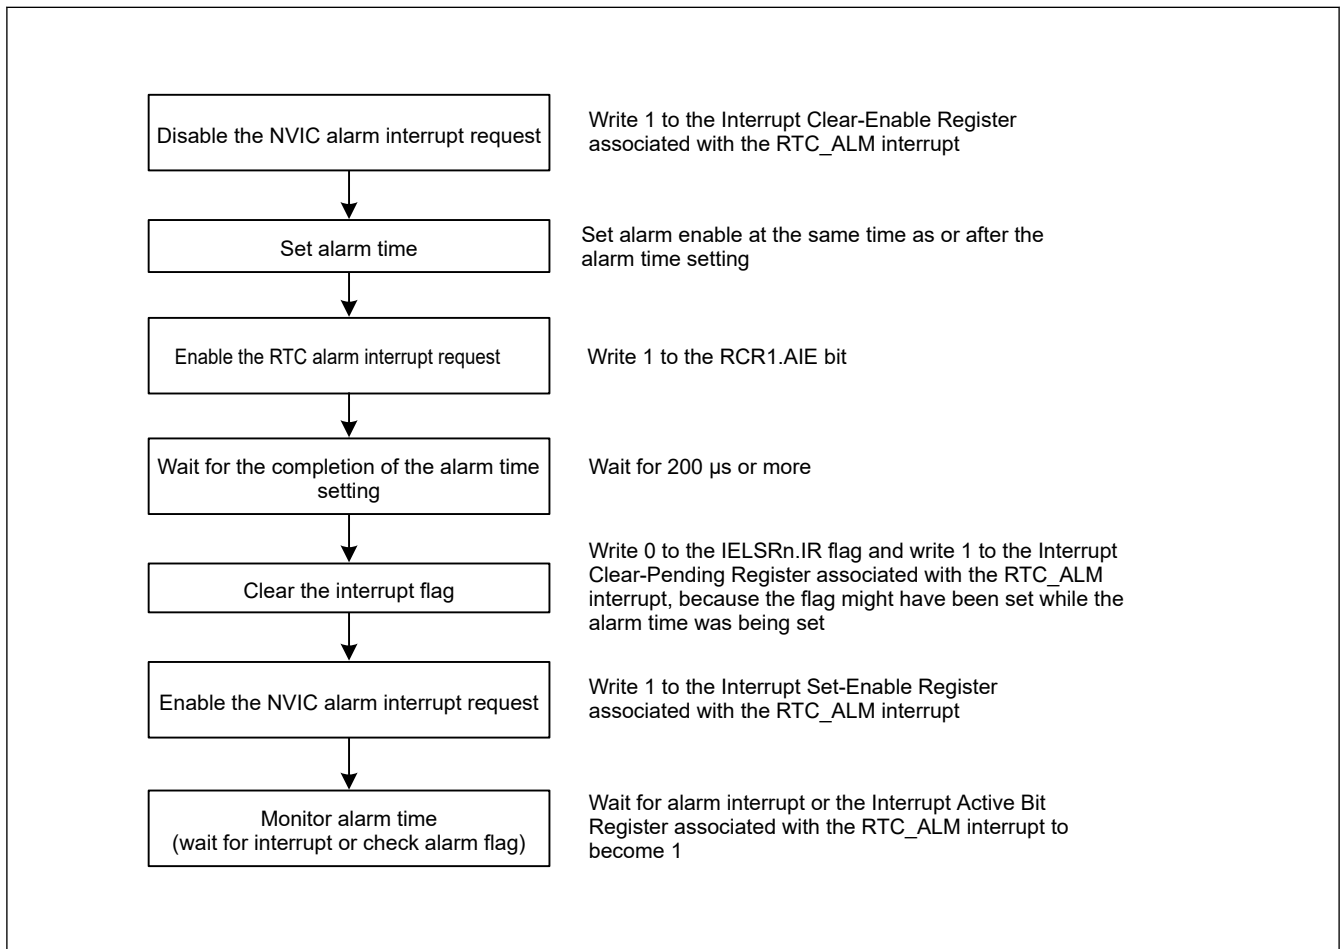 Disable the NVIC alarm interrupt request
Write 1 to the Interrupt Clear-Enable Register
associated with the RTC_ALM interrupt
Set alarm time
Set alarm enable at the same time as or after the
alarm time setting
Enable the RTC alarm interrupt request
Write 1 to the RCR1.AIE bit
Wait for the completion of the alarm time
setting
Wait for 200 μs or more
Clear the interrupt flag
Write 0 to the IELSRn.IR flag and write 1 to the Interrupt
Clear-Pending Register associated with the RTC_ALM
interrupt, because the flag might have been set while the
alarm time was being set
Enable the NVIC alarm interrupt request
Write 1 to the Interrupt Set-Enable Register
associated with the RTC_ALM interrupt
Monitor alarm time
(wait for interrupt or check alarm flag)
Wait for alarm interrupt or the Interrupt Active Bit
Register associated with the RTC_ALM interrupt to
become 1